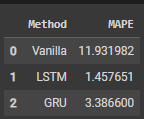 Method MAPE
0 Vanilla 11.931982
1 LSTM 1.457651
2 GRU 3.386600